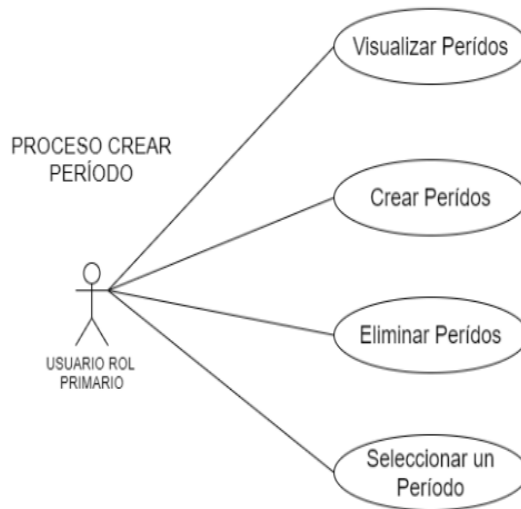 Visualizar Perídos
PROCESO CREAR
PERÍODO
Crear Perídos
Eliminar Perídos
USUARIO ROL
PRIMARIO
Seleccionar un
Período